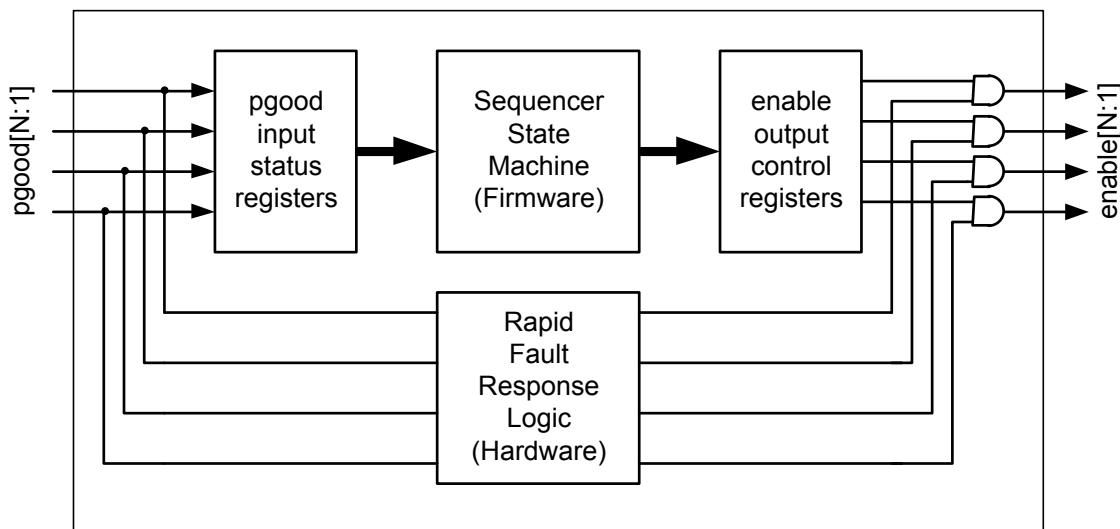 pgood[N:1]
pgood
input
status
registers
Sequencer
State
Machine
(Firmware)
enable
output
control
registers
enable[N:1]
Rapid
Fault
Response
Logic
(Hardware)